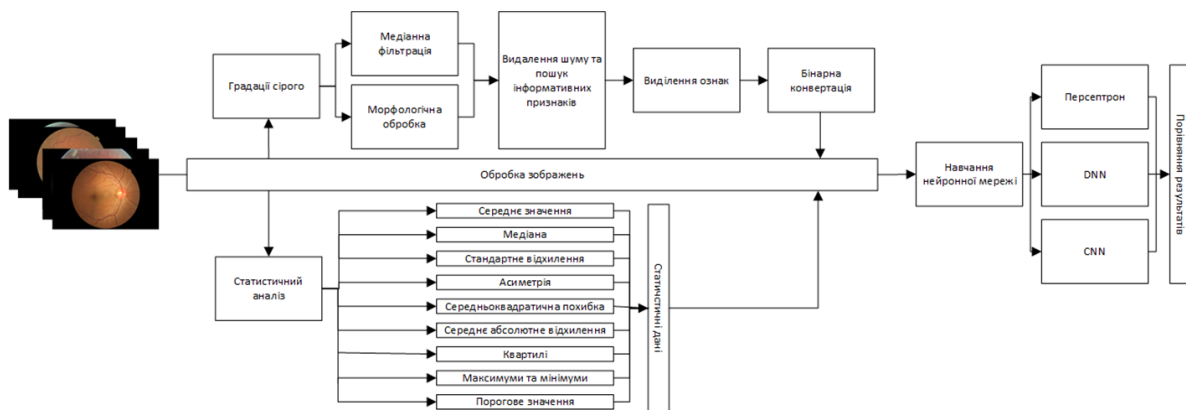 Градації сірого
Медіанна
фільтрація
Морфологічна
обробка
Видалення шуму та
пошук
інформативних
признаків
Виділення ознак
Бінарна
конвертація
Обробка зображень
Статистичний
аналіз
Середнє значення
Медіана
Стандартне відхилення
Асиметрія
Середньоквадратична похибка
Середнє абсолютне відхилення
Квартилі
Максимуми та мінімуми
Порогове значення
Статичстичні дані
Навчання
нейронної мережі
Персептрон
DNN
CNN
Порівняння результатів